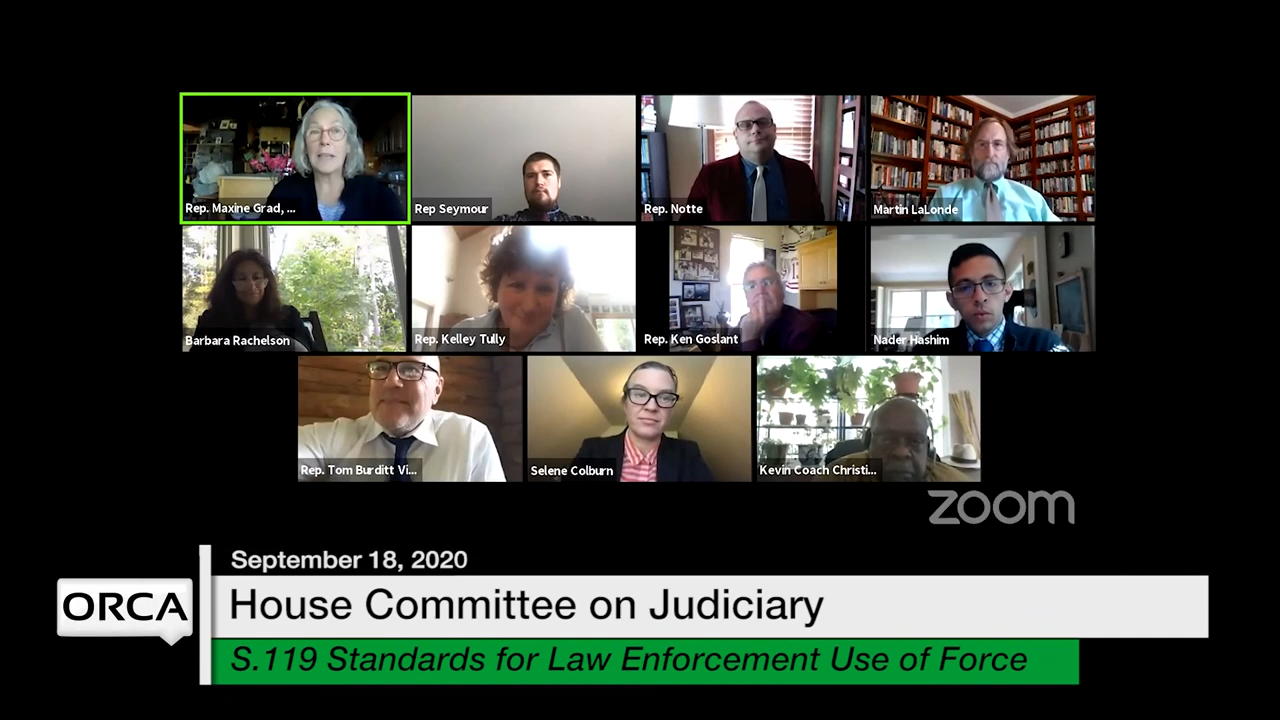 Rep. Maxine Grad, ...
Rep Seymour
Rep. Notte
Martin LaLonde
Barbara Rachelson
Rep. Kelley Tully
Rep. Ken Goslant
Nader Hashim
Rep. Tom Burditt Vi...
Selene Colburn
Kevin Coach Christi...
zoom
September 18, 2020
ORCA
House Committee on Judiciary
S.119 Standards for Law Enforcement Use of Force